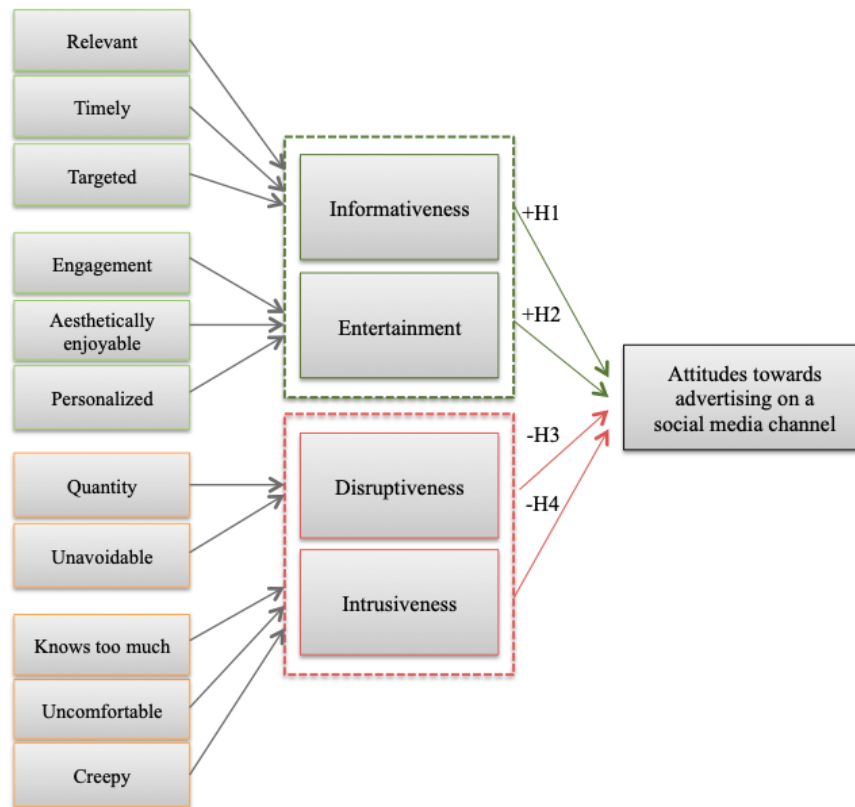 Relevant
Timely
Targeted
Engagement
Aesthetically
enjoyable
Personalized
Quantity
Unavoidable
Knows too much
Uncomfortable
Creepy
Informativeness
Entertainment
Disruptiveness
Intrusiveness
+H1
+H2
-H3
-H4
Attitudes towards
advertising on a
social media channel